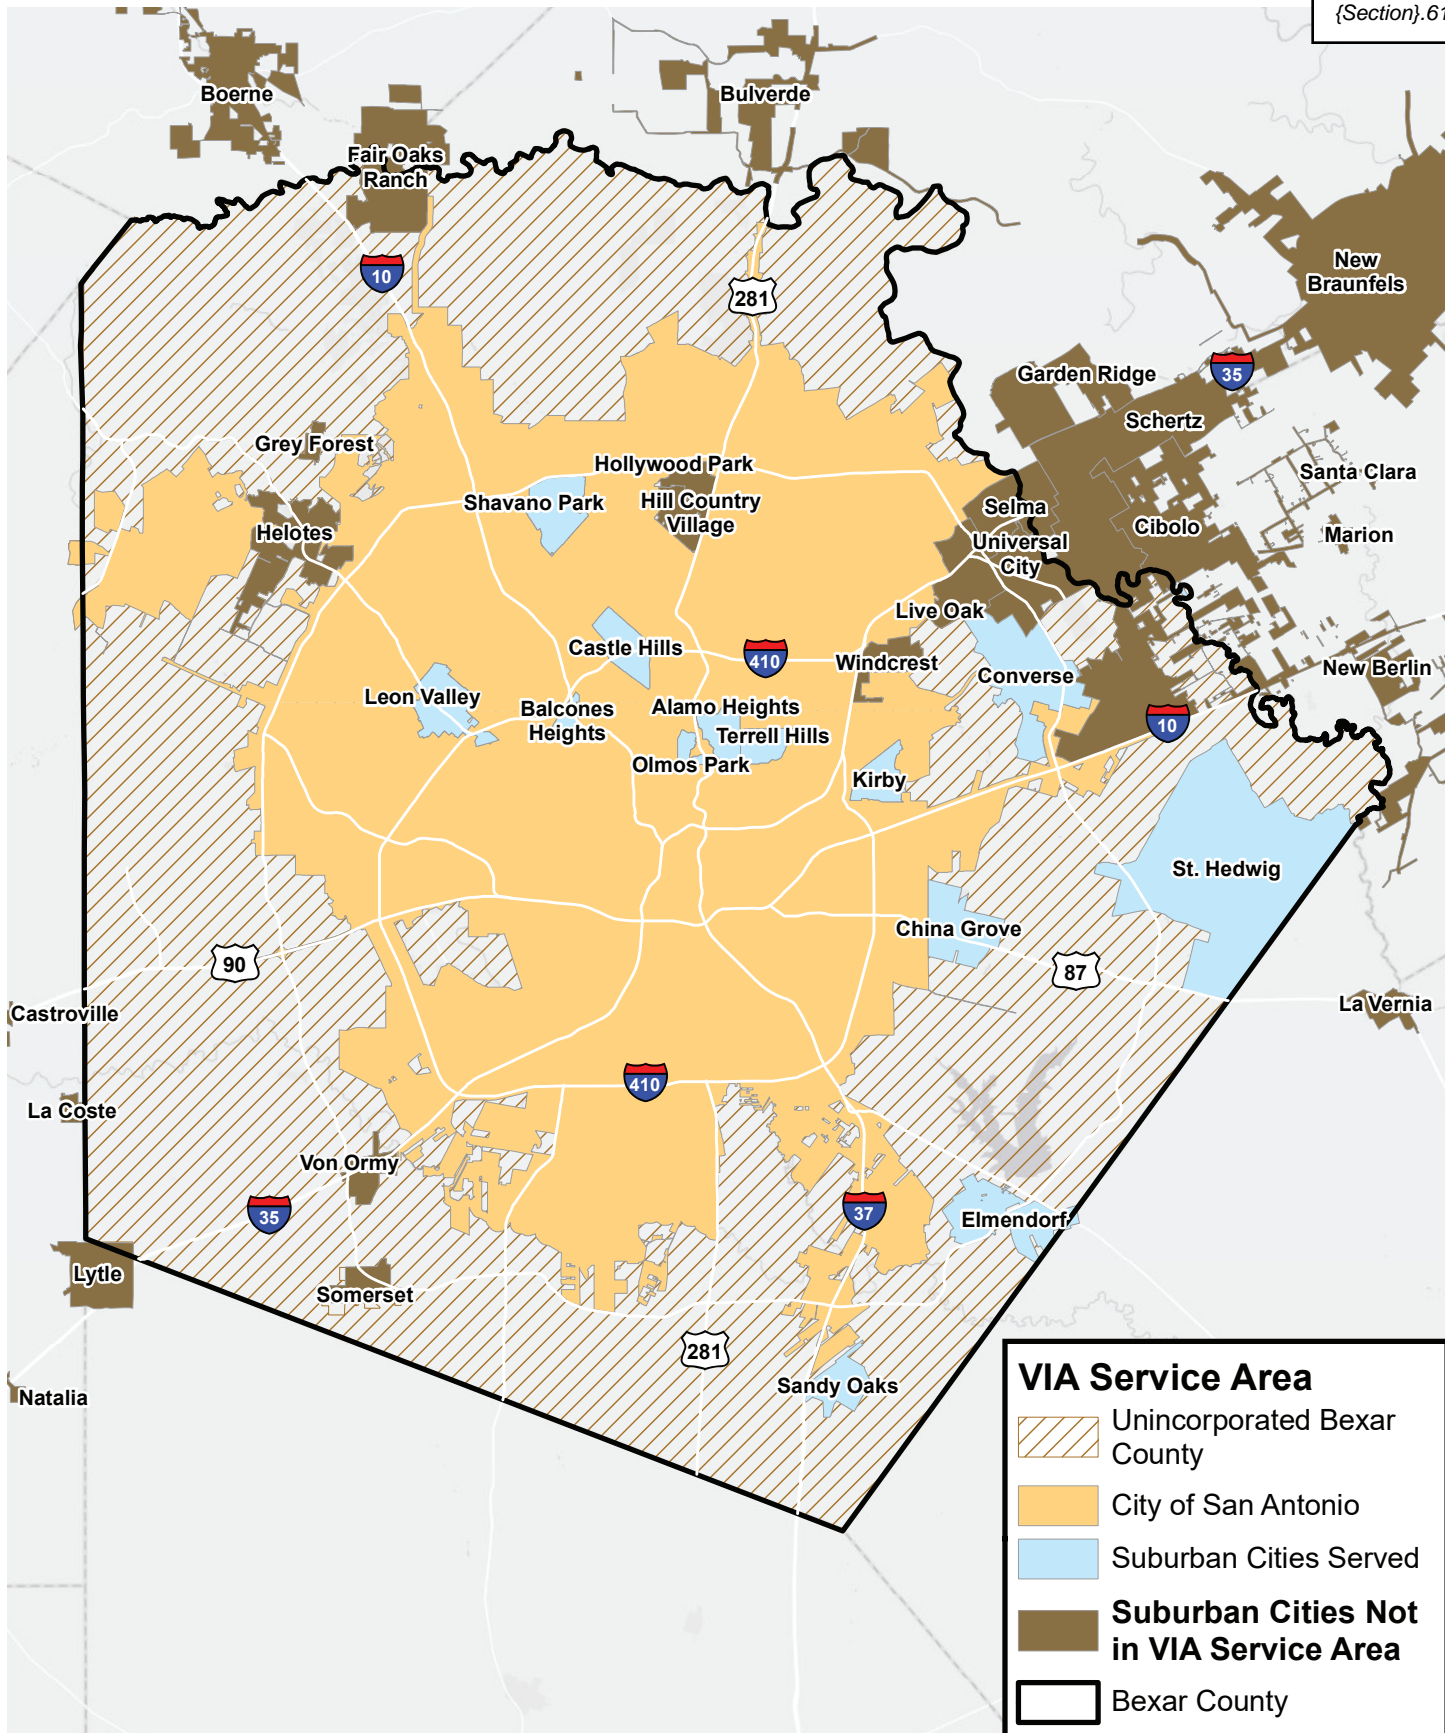 {Section}.61
Boerne
Bulverde
Fair Oaks
Ranch
10
281
New
Braunfels
35
Garden Ridge
Schertz
Grey Forest
Hollywood Park
Santa Clara
Shavano Park
Hill Country
Village
Selma
Cibolo
Marion
Helotes
Universal
City
Live Oak
Castle Hills
410
Windcrest
Converse
New Berlin
Leon Valley
Balcones
Heights
Alamo Heights
Terrell Hills
10
Olmos Park
Kirby
St. Hedwig
China Grove
90
87
Castroville
La Vernia
410
La Coste
Von Ormy
35
37
Elmendorf
Lytle
Somerset
281
Sandy Oaks
Natalia
VIA Service Area
Unincorporated Bexar
County
City of San Antonio
Suburban Cities Served
Suburban Cities Not
in VIA Service Area
Bexar County